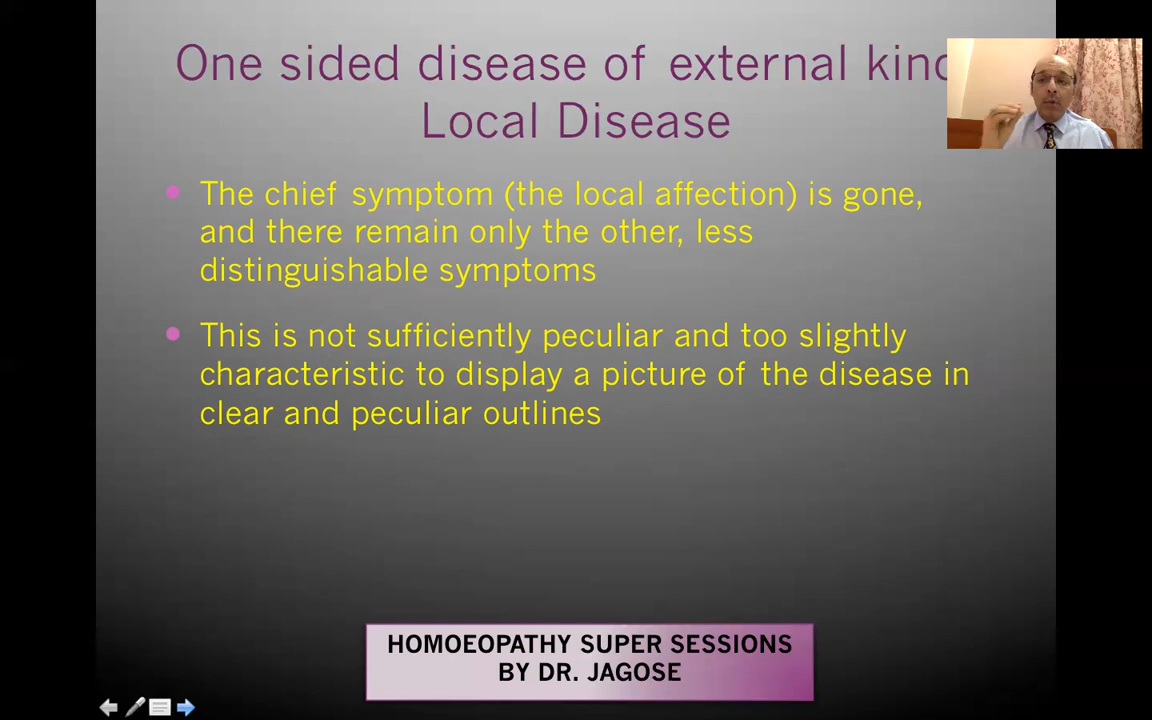 One sided disease of external
Local Disease
The chief symptom (the local affection) is gone,
and there remain only the other, less
distinguishable symptoms
This is not sufficiently peculiar and too slightly
characteristic to display a picture of the disease in
clear and peculiar outlines
HOMOEOPATHY SUPER SESSIONS
BY DR. JAGOSE